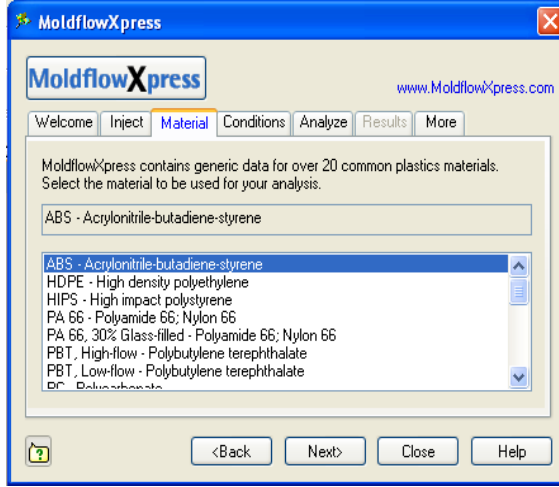 MoldflowXpress
MoldflowXpress
www.MoldflowXpress.com
Welcome Inject Material Conditions Analyze Results More
MoldflowXpress contains generic data for over 20 common plastics materials.
Select the material to be used for your analysis.
ABS - Acrylonitrile-butadiene-styrene
ABS - Acrylonitrile-butadiene-styrene
HDPE - High density polyethylene
HIPS - High impact polystyrene
PA 66 - Polyamide 66; Nylon 66
PA 66, 30% Glass-filled - Polyamide 66; Nylon 66
PBT, High-flow - Polybutylene terephthalate
PBT, Low-flow - Polybutylene terephthalate
PC - Polycarbonate
<Back Next> Close Help